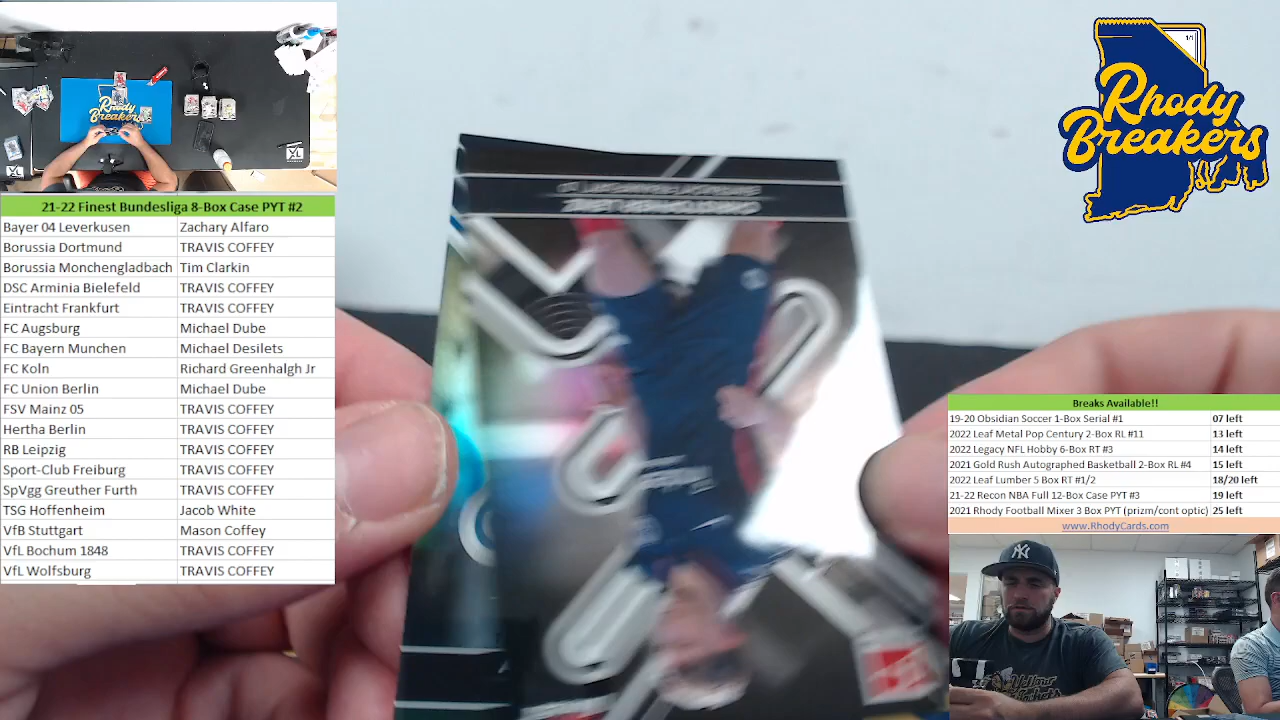 Rhody
Breakers
1/1
Rhody
Breakers
21-22 Finest Bundesliga 8-Box Case PYT #2
Bayer 04 Leverkusen Zachary Alfaro
Borussia Dortmund TRAVIS COFFEY
Borussia Monchengladbach Tim Clarkin
DSC Arminia Bielefeld TRAVIS COFFEY
Eintracht Frankfurt TRAVIS COFFEY
FC Augsburg Michael Dube
FC Bayern Munchen Michael Desilets
FC Koln Richard Greenhalgh Jr
FC Union Berlin Michael Dube
FSV Mainz 05 TRAVIS COFFEY
Hertha Berlin TRAVIS COFFEY
RB Leipzig TRAVIS COFFEY
Sport-Club Freiburg TRAVIS COFFEY
SpVgg Greuther Furth TRAVIS COFFEY
TSG Hoffenheim Jacob White
VfB Stuttgart Mason Coffey
VfL Bochum 1848 TRAVIS COFFEY
VfL Wolfsburg TRAVIS COFFEY
Breaks Available!!
19-20 Obsidian Soccer 1-Box Serial #1 07 left
2022 Leaf Metal Pop Century 2-Box RL #11 13 left
2022 Legacy NFL Hobby 6-Box RT #3 14 left
2021 Gold Rush Autographed Basketball 2-Box RL #4 15 left
2022 Leaf Lumber 5 Box RT #1/2 18/20 left
21-22 Recon NBA Full 12-Box Case PYT #3 19 left
2021 Rhody Football Mixer 3 Box PYT (prizm/cont optic) 25 left
www.RhodyCards.com